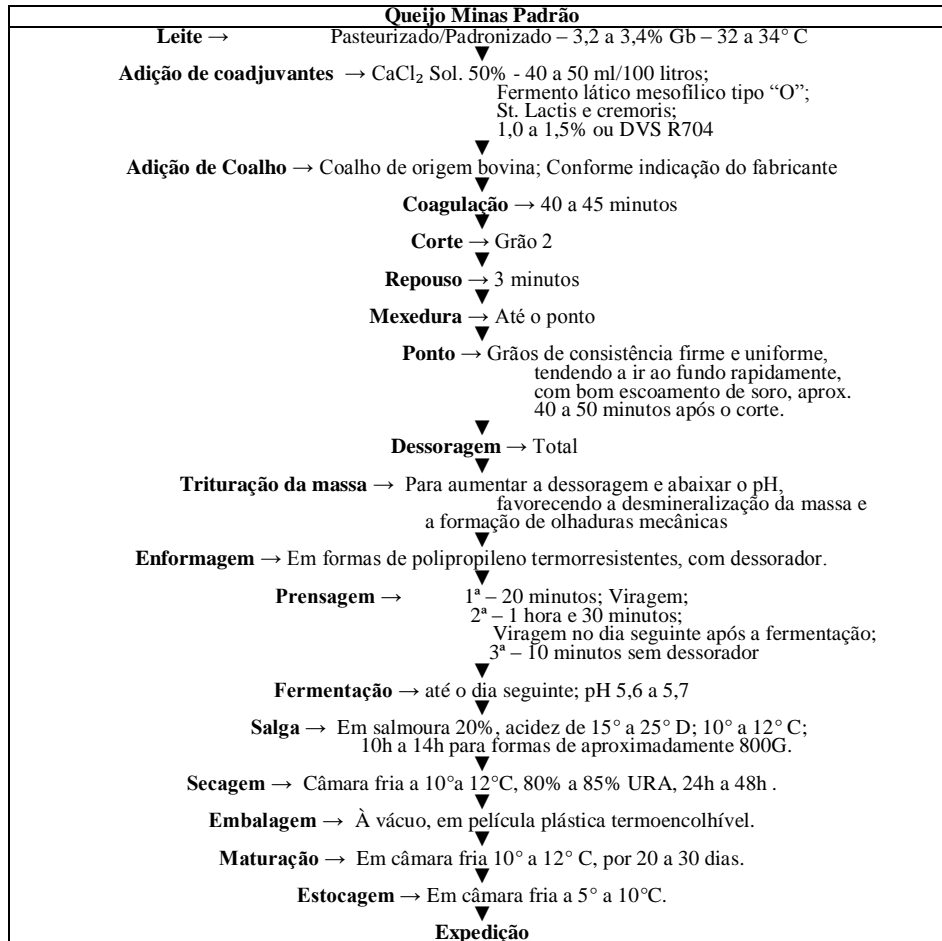 Queijo Minas Padrão
Leite → Pasteurizado/Padronizado – 3,2 a 3,4% Gb – 32 a 34° C
▼
Adição de coadjuvantes → CaCl₂ Sol. 50% - 40 a 50 ml/100 litros;
Fermento lático mesofílico tipo “O”;
St. Lactis e cremoris;
1,0 a 1,5% ou DVS R704
▼
Adição de Coalho → Coalho de origem bovina; Conforme indicação do fabricante
▼
Coagulação → 40 a 45 minutos
▼
Corte → Grão 2
▼
Repouso → 3 minutos
▼
Mexedura → Até o ponto
▼
Ponto → Grãos de consistência firme e uniforme,
tendendo a ir ao fundo rapidamente,
com bom escoamento de soro, aprox.
40 a 50 minutos após o corte.
▼
Dessoragem → Total
▼
Trituração da massa → Para aumentar a dessoragem e abaixar o pH,
favorecendo a desmineralização da massa e
a formação de olhaduras mecânicas
▼
Enformagem → Em formas de polipropileno termorresistentes, com dessorador.
▼
Prensagem → 1ª – 20 minutos; Viragem;
2ª – 1 hora e 30 minutos;
Viragem no dia seguinte após a fermentação;
3ª – 10 minutos sem dessorador
▼
Fermentação → até o dia seguinte; pH 5,6 a 5,7
▼
Salga → Em salmoura 20%, acidez de 15° a 25° D; 10° a 12° C;
10h a 14h para formas de aproximadamente 800G.
▼
Secagem → Câmara fria a 10°a 12°C, 80% a 85% URA, 24h a 48h .
▼
Embalagem → À vácuo, em película plástica termoencolhível.
▼
Maturação → Em câmara fria 10° a 12° C, por 20 a 30 dias.
▼
Estocagem → Em câmara fria a 5° a 10°C.
▼
Expedição